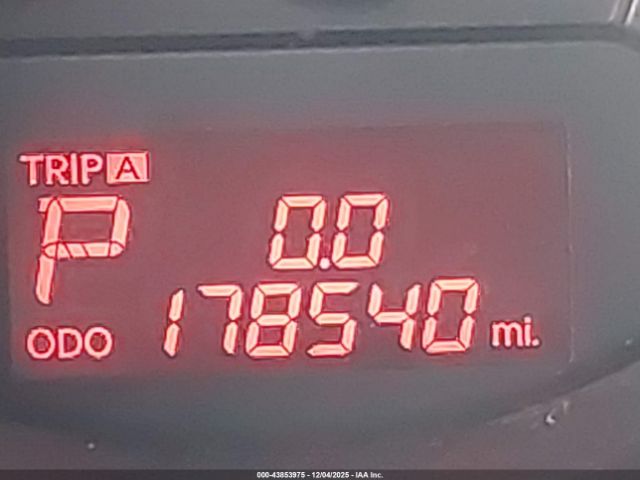 TRIP A
P 0.0
ODO 178540 mi.
000-43853975 - 12/04/2025 - IAA Inc.